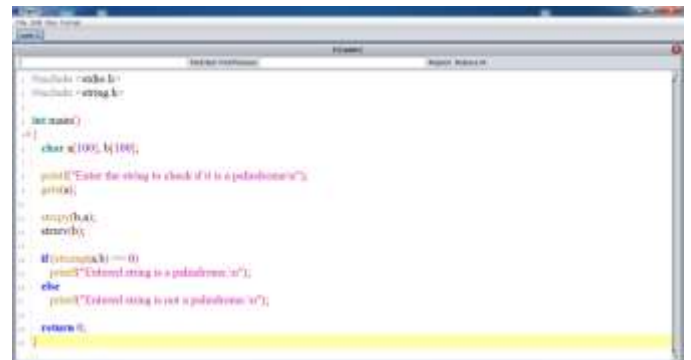 #include <stdio.h>
#include <string.h>
int main()
{
char a[100], b[100];
printf("Enter the string to check if it is a palindrome\n");
gets(a);
strcpy(b,a);
strrev(b);
if (strcmp(a,b) == 0)
printf("Entered string is a palindrome.\n");
else
printf("Entered string is not a palindrome.\n");
return 0;
}